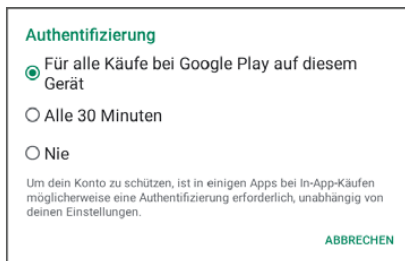 Authentifizierung
Für alle Käufe bei Google Play auf diesem
Gerät
Alle 30 Minuten
Nie
Um dein Konto zu schützen, ist in einigen Apps bei In-App-Käufen
möglicherweise eine Authentifizierung erforderlich, unabhängig von
deinen Einstellungen.
ABBRECHEN